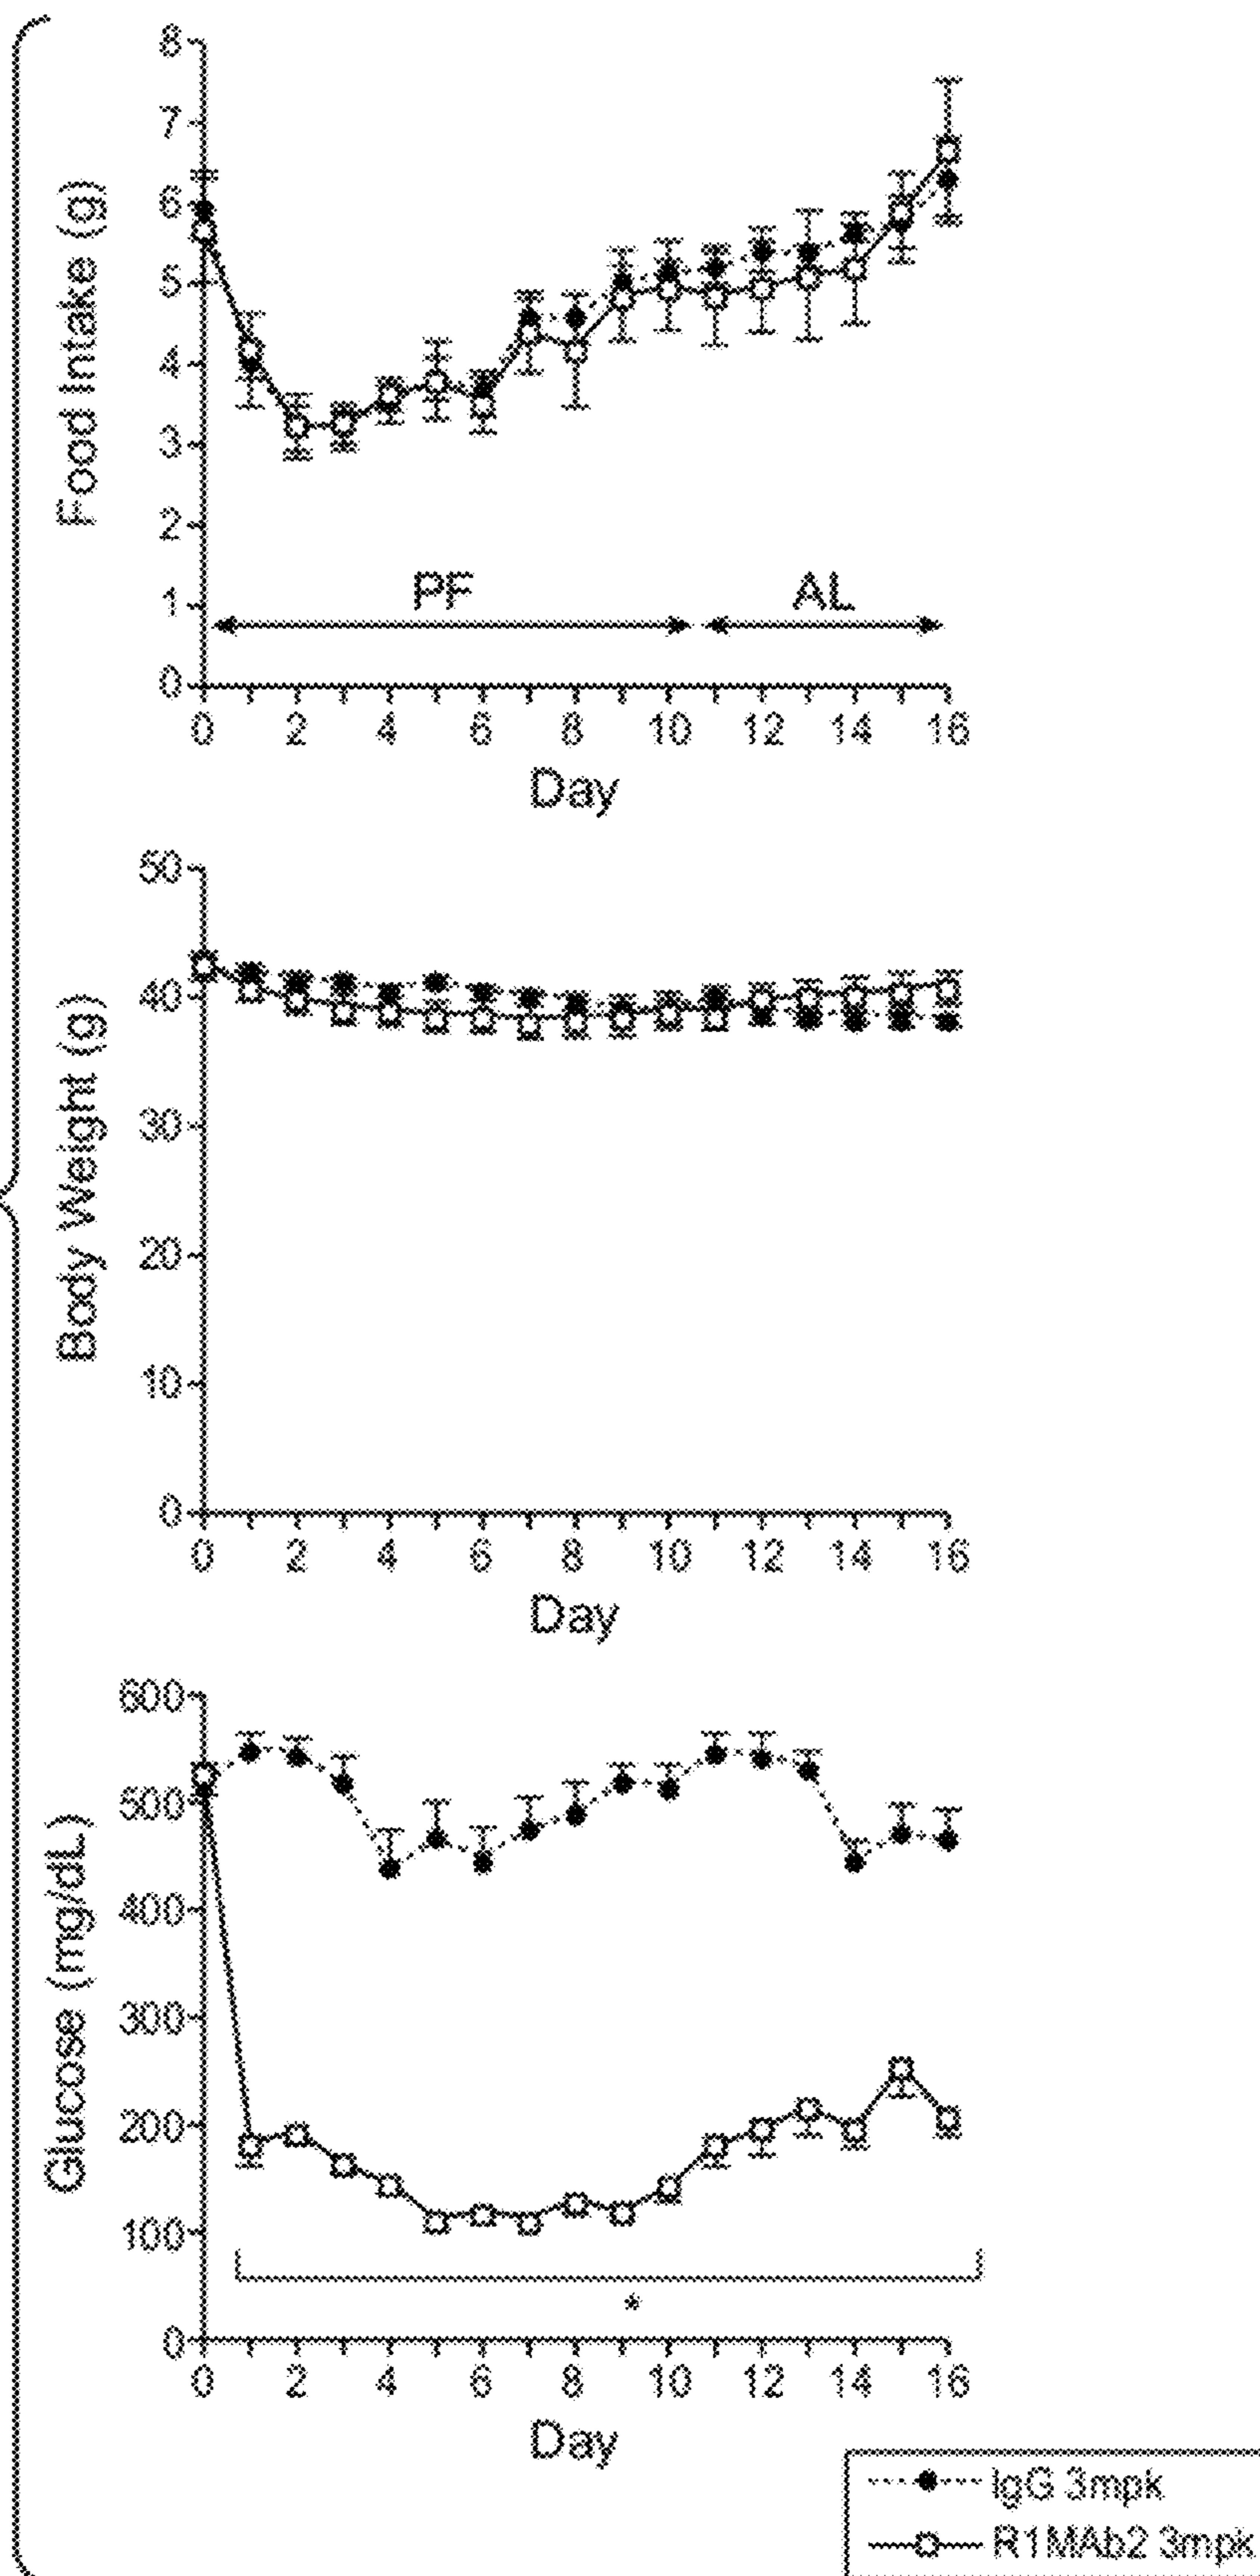 Food Intake (g)
8
7
6
5
4
3
2
1
0
PF
AL
0 2 4 6 8 10 12 14 16
Day
Body Weight (g)
50
40
30
20
10
0
0 2 4 6 8 10 12 14 16
Day
Glucose (mg/dL)
600
500
400
300
200
100
0
*
0 2 4 6 8 10 12 14 16
Day
IgG 3mpk
R1MAb2 3mpk